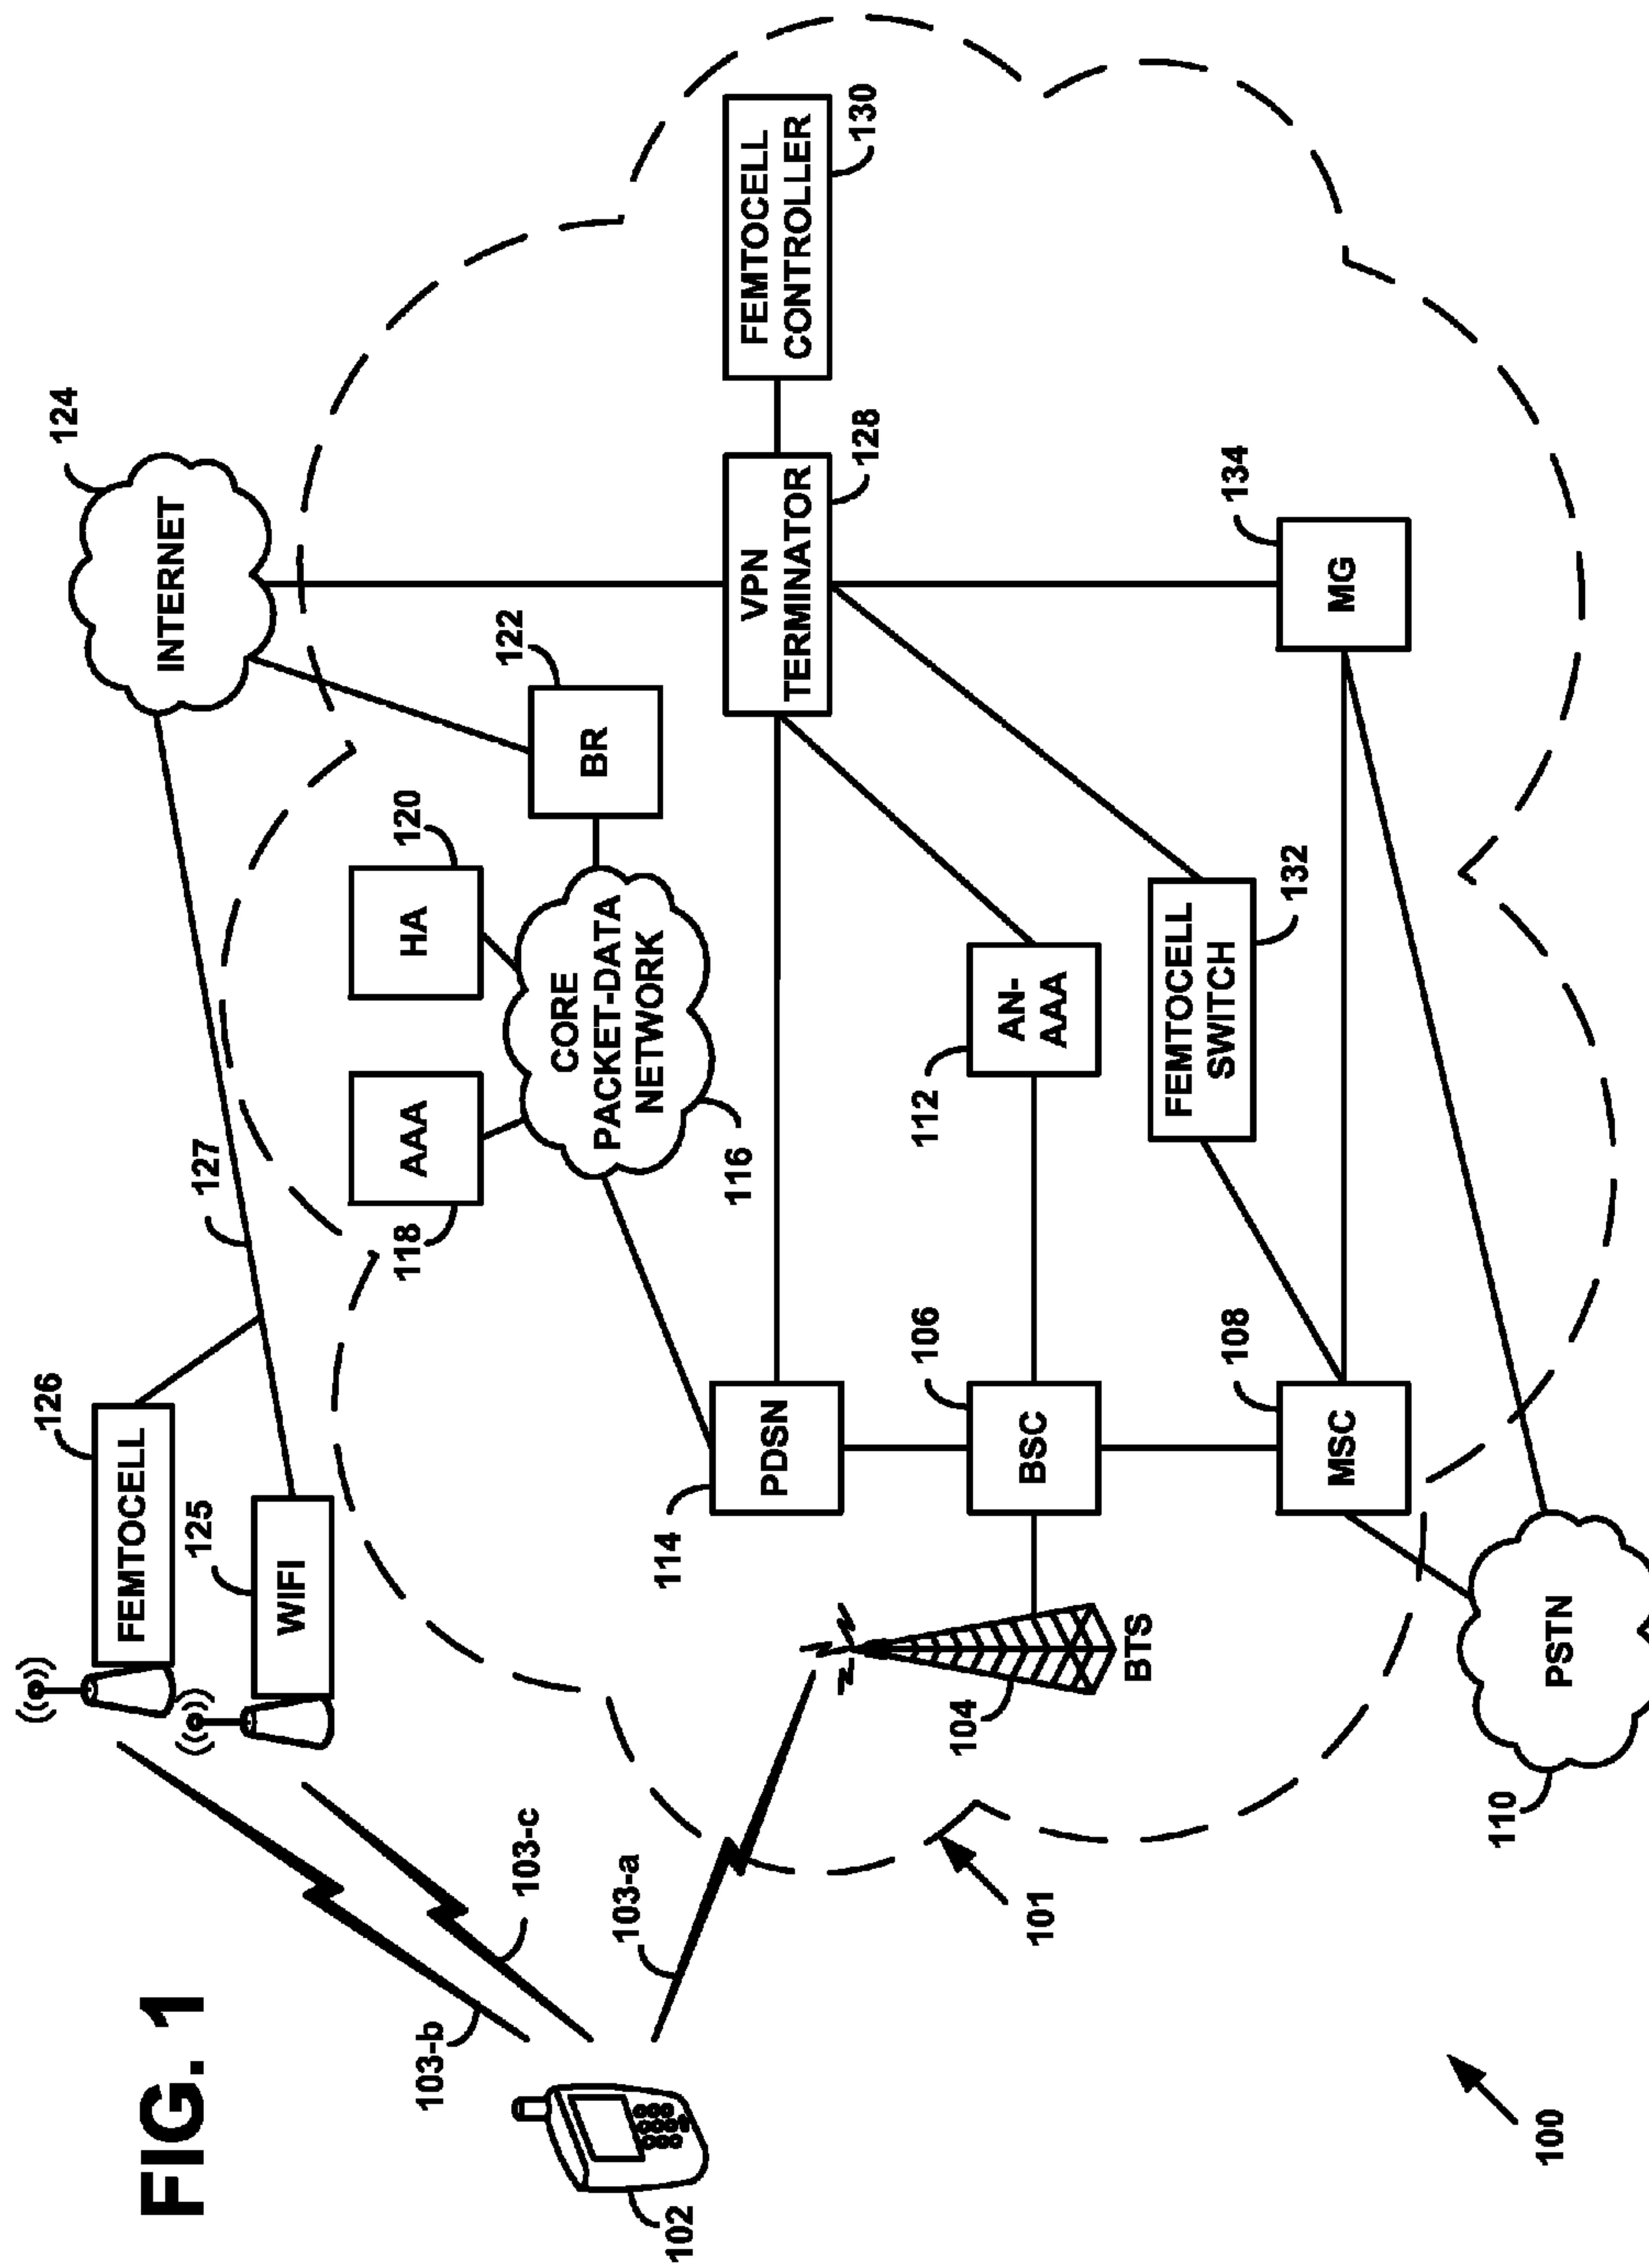 FIG. 1
126
FEMTOCELL
125
WIFI
127
124
INTERNET
103-b
103-c
103-a
102
118
AAA
120
HA
122
BR
CORE
PACKET-DATA
NETWORK
116
114
PDSN
VPN
TERMINATOR
128
FEMTOCELL
CONTROLLER
130
104
BTS
106
BSC
112
AN-
AAA
101
108
MSC
FEMTOCELL
SWITCH
132
134
MG
110
PSTN
100